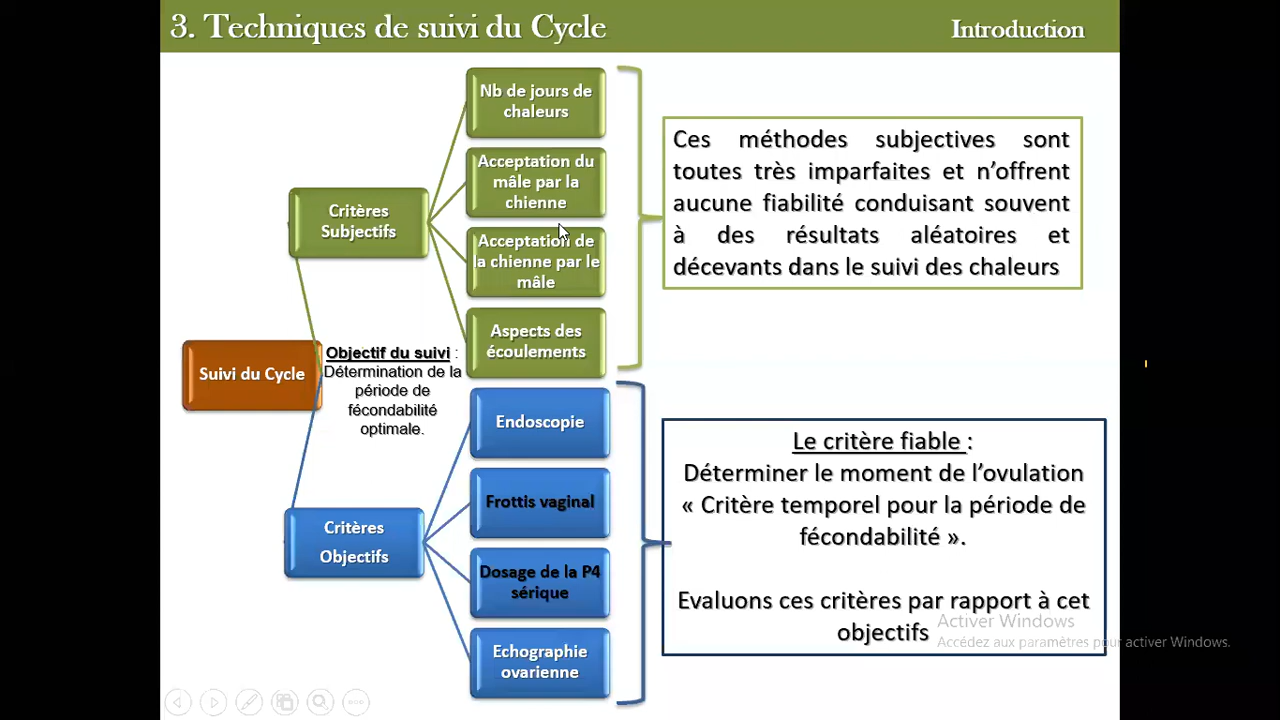 3. Techniques de suivi du Cycle
Introduction
Nb de jours de
chaleurs
Acceptation du
mâle par la
chienne
Acceptation de
la chienne par le
mâle
Aspects des
écoulements
Critères
Subjectifs
Ces méthodes subjectives sont
toutes très imparfaites et n’offrent
aucune fiabilité conduisant souvent
à des résultats aléatoires et
décevants dans le suivi des chaleurs
Suivi du Cycle
Objectif du suivi :
Détermination de la
période de
fécondabilité
optimale.
Critères
Objectifs
Endoscopie
Frottis vaginal
Dosage de la P4
sérique
Echographie
ovarienne
Le critère fiable :
Déterminer le moment de l’ovulation
« Critère temporel pour la période de
fécondabilité ».
Evaluons ces critères par rapport à cet
objectifs
Activer Windows
Accédez aux paramètres pour activer Windows.